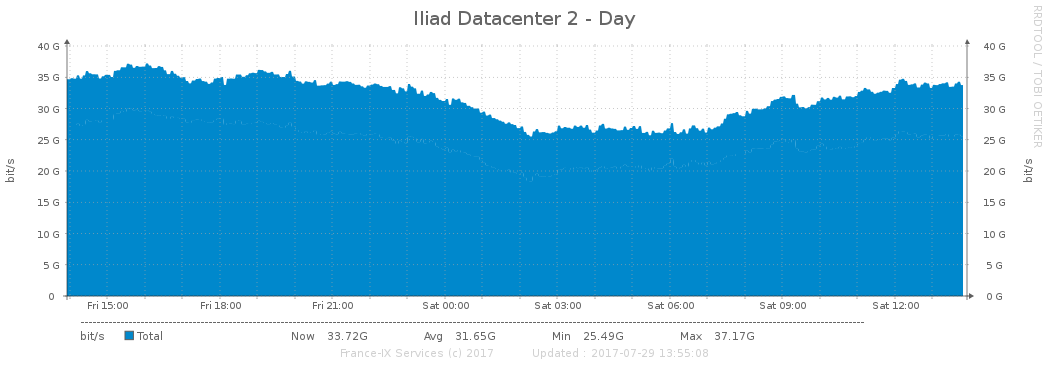 Iliad Datacenter 2 - Day
RRDTOOL / TOBI OETIKER
40 G 40 G
35 G 35 G
30 G 30 G
25 G 25 G
20 G 20 G
15 G 15 G
10 G 10 G
5 G 5 G
0 0 G
bit/s bit/s
Fri 15:00 Fri 18:00 Fri 21:00 Sat 00:00 Sat 03:00 Sat 06:00 Sat 09:00 Sat 12:00
bit/s Total Now 33.72G Avg 31.65G Min 25.49G Max 37.17G
France-IX Services (c) 2017 Updated : 2017-07-29 13:55:08